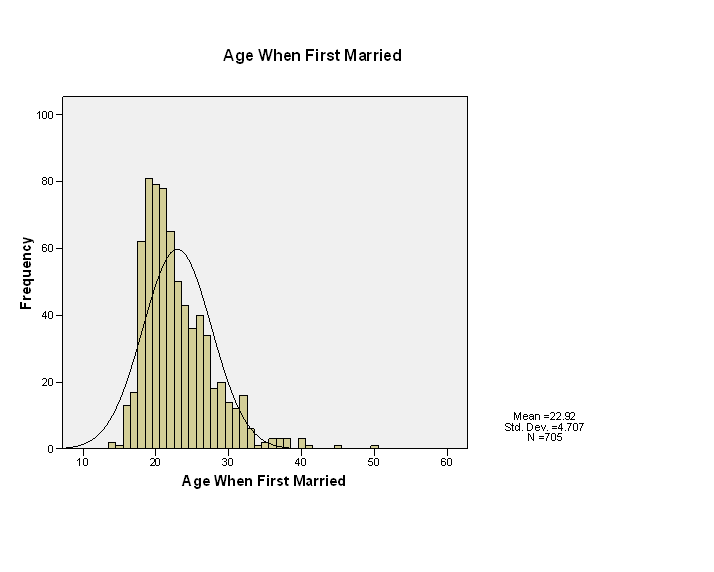 Age When First Married
Frequency
100
80
60
40
20
0
10 20 30 40 50 60
Age When First Married
Mean =22.92
Std. Dev. =4.707
N =705